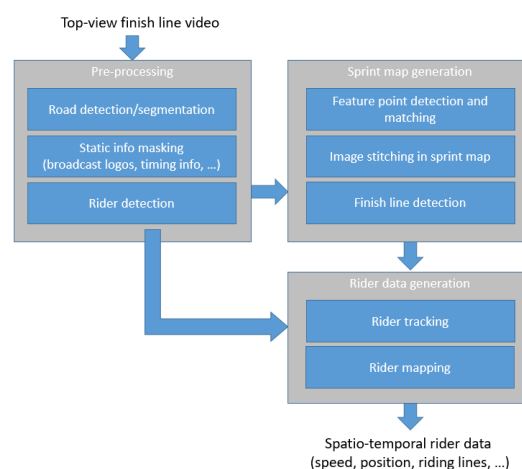 Top-view finish line video
Pre-processing
Road detection/segmentation
Static info masking
(broadcast logos, timing info, ...)
Rider detection
Sprint map generation
Feature point detection and
matching
Image stitching in sprint map
Finish line detection
Rider data generation
Rider tracking
Rider mapping
Spatio-temporal rider data
(speed, position, riding lines, ...)